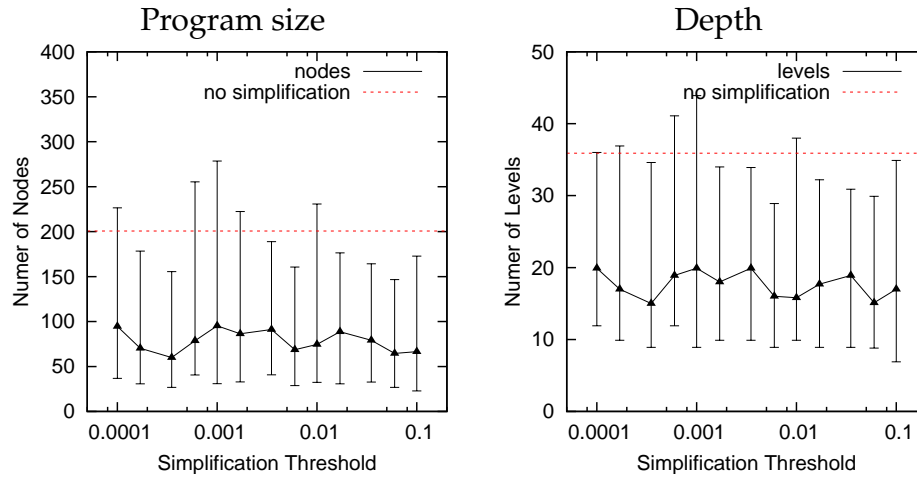 Program size
400
350
300
250
200
150
100
50
0
Numer of Nodes
nodes
no simplification
0.0001
0.001
0.01
0.1
Simplification Threshold
Depth
50
40
30
20
10
0
Numer of Levels
levels
no simplification
0.0001
0.001
0.01
0.1
Simplification Threshold